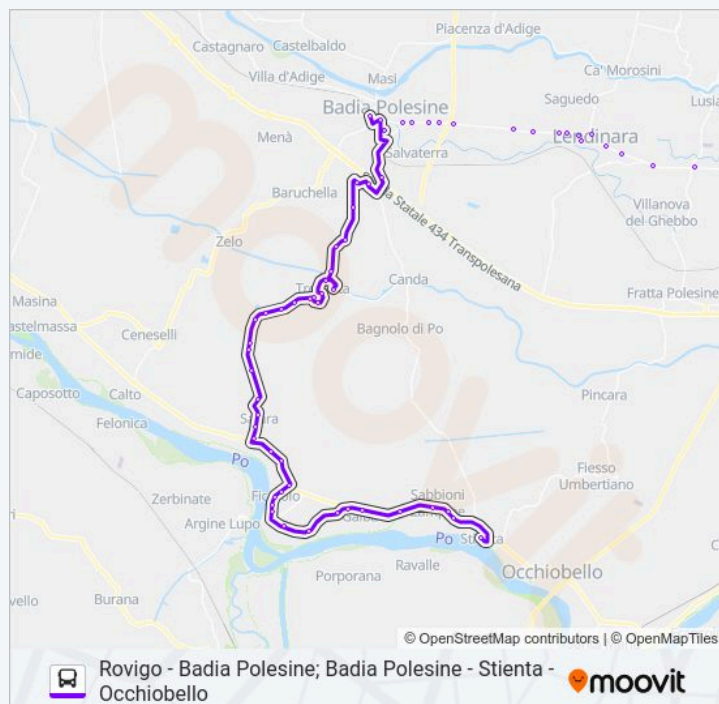 Piacenza d'Adige
Castagnaro
Castelbaldo
Masi
Villa d'Adige
Ca' Morosini
Badia Polesine
Saguedo
Lusia
Menà
Salvaterra
Lendinara
Baruchella
Villanova
del Ghebbo
Statale 434 Transpolesana
Zelo
Canda
Fratta Polesine
Masina
Bagnolo di Po
Ceneselli
Pincara
Caposotto
Calto
Felonica
Po
Fiesso
Umbertiano
Zerbinate
Sabbioni
Argine Lupo
Po
Ravalle
Occhiobello
Porporana
Burana
moovit
© OpenStreetMap contributors | © OpenMapTiles
Rovigo - Badia Polesine; Badia Polesine - Stienta -
Occhiobello
moovit